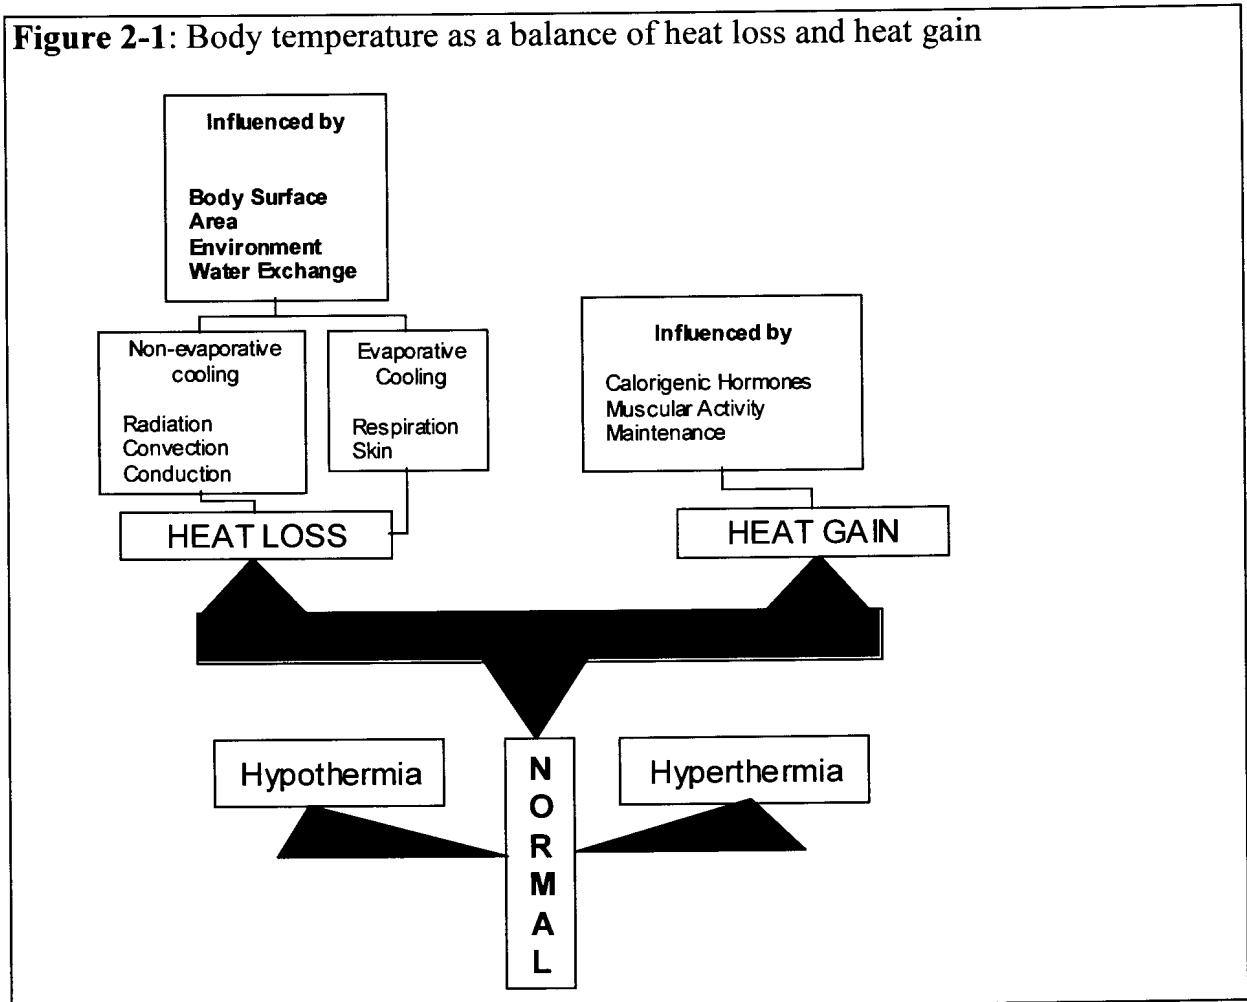 Figure 2-1: Body temperature as a balance of heat loss and heat gain
Influenced by
Body Surface
Area
Environment
Water Exchange
Non-evaporative
cooling
Radiation
Convection
Conduction
Evaporative
Cooling
Respiration
Skin
HEAT LOSS
Influenced by
Calorigenic Hormones
Muscular Activity
Maintenance
HEAT GAIN
Hypothermia
N
O
R
M
A
L
Hyperthermia